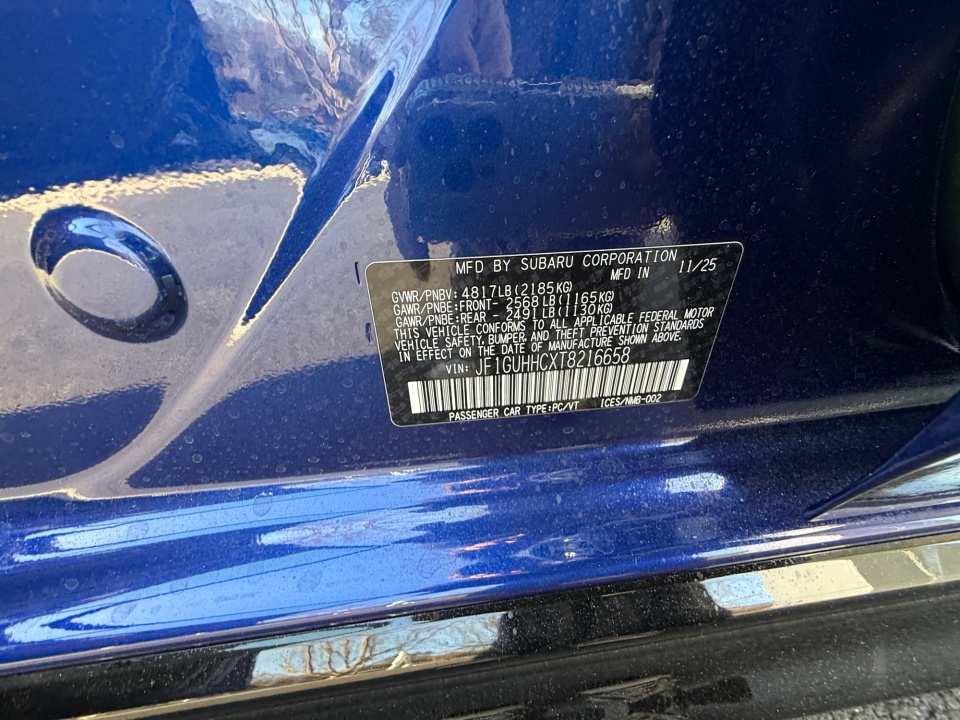 MFD BY SUBARU CORPORATION
MFD IN 11/25
GVWR/PNBV: 4817LB(2185KG)
GAWR/PNBE:FRONT- 2568LB(1165KG)
GAWR/PNBE:REAR - 2491LB(1130KG)
THIS VEHICLE CONFORMS TO ALL APPLICABLE FEDERAL MOTOR
VEHICLE SAFETY, BUMPER, AND THEFT PREVENTION STANDARDS
IN EFFECT ON THE DATE OF MANUFACTURE SHOWN ABOVE.
VIN: JF1GUHHCXT8216658
PASSENGER CAR TYPE:PC/VT ICES/NMB-002